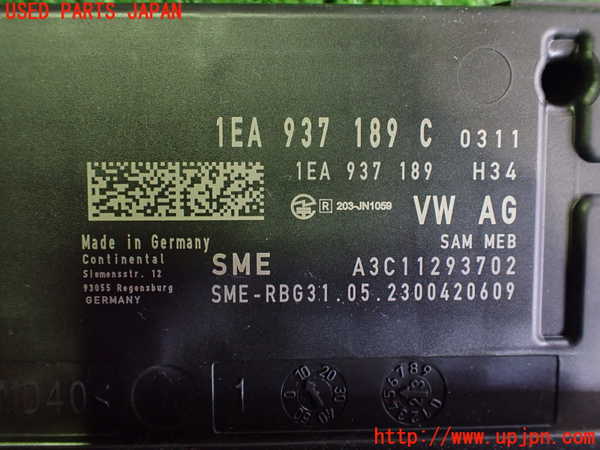 USED PARTS JAPAN
1EA 937 189 C 0311
1EA 937 189 H34
R 203-JN1059 VW AG
Made in Germany SAM MEB
Continental SME A3C11293702
Siemensstr. 12
93055 Regensburg SME-RBG31.05.2300420609
GERMANY
1
UPJ
http://www.upjpn.com